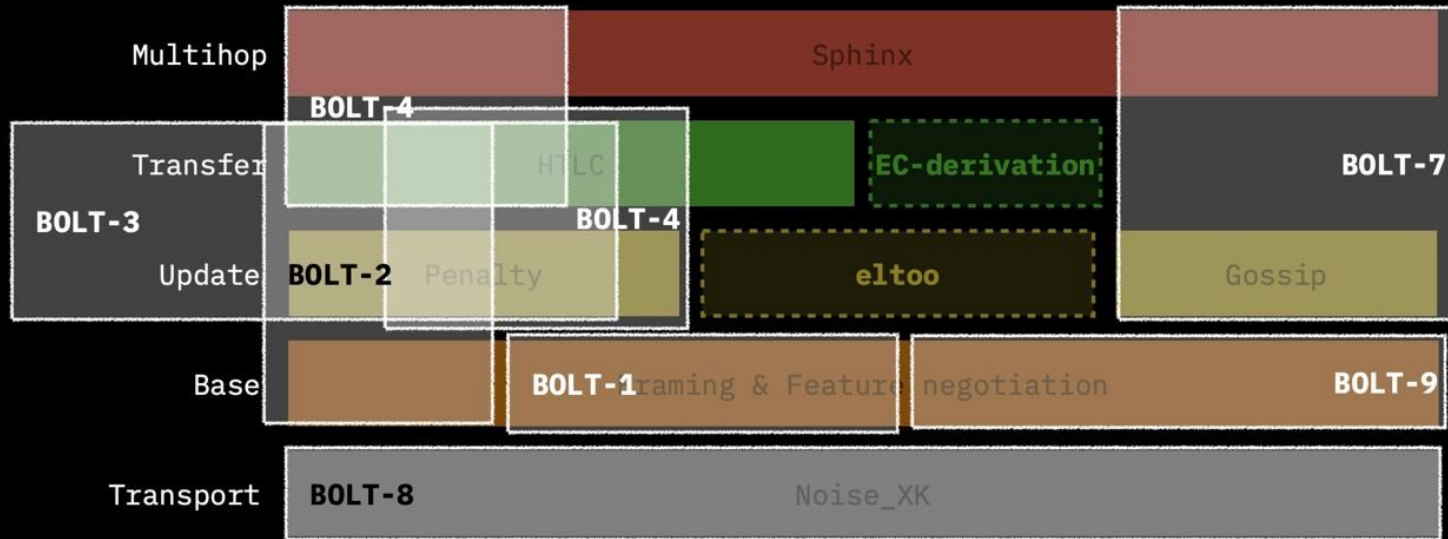 Multihop Sphinx
BOLT-4
Transfer HTLC EC-derivation BOLT-7
BOLT-3 BOLT-4
Update BOLT-2 Penalty eltoo Gossip
Base BOLT-1 Framing & Feature negotiation BOLT-9
Transport BOLT-8 Noise_XK